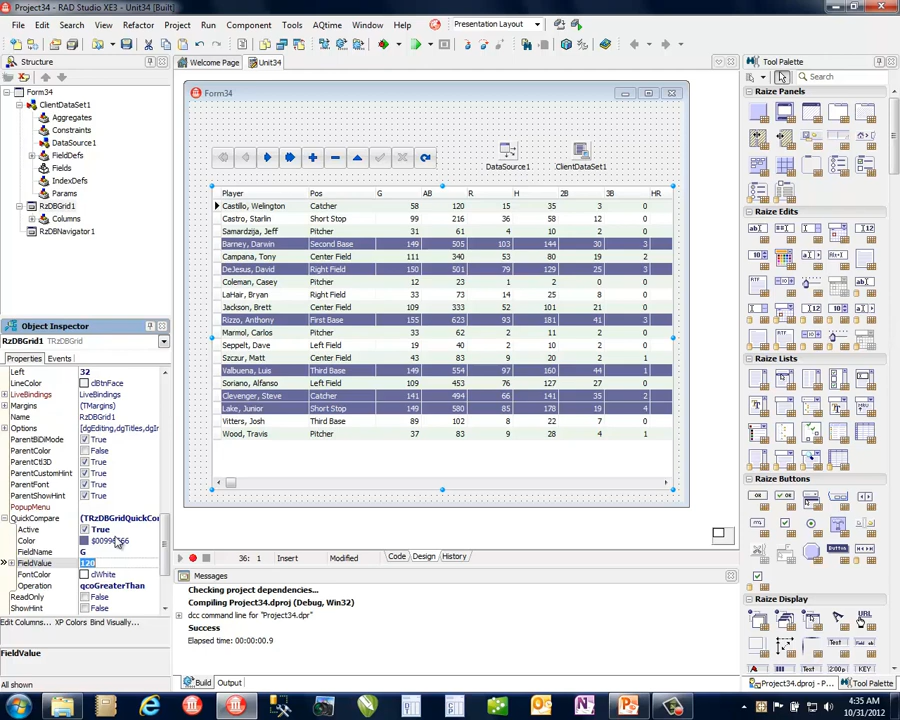 Project34 - RAD Studio XE3 - Unit34 [Built]
File Edit Search View Refactor Project Run Component Tools AQtime Window Help Presentation Layout
Structure
Welcome Page Unit34
Tool Palette
Search
Form34
ClientDataSet1
Aggregates
Constraints
DataSource1
FieldDefs
Fields
IndexDefs
Params
RzDBGrid1
Columns
RzDBNavigator1
Form34
DataSource1 ClientDataSet1
Player Pos G AB R H 2B 3B HR
Castillo, Welington Catcher 58 120 15 35 3 0
Castro, Starlin Short Stop 99 216 36 58 12 0
Samardzija, Jeff Pitcher 31 61 4 10 2 0
Barney, Darwin Second Base 149 505 103 144 30 3
Campana, Tony Center Field 111 340 53 80 19 2
DeJesus, David Right Field 150 501 79 129 25 3
Coleman, Casey Pitcher 12 23 1 2 0 0
LaHair, Bryan Right Field 33 73 14 25 8 0
Jackson, Brett Center Field 109 333 52 101 21 0
Rizzo, Anthony First Base 155 623 93 181 41 3
Marmol, Carlos Pitcher 33 62 2 11 2 0
Seppelt, Dave Left Field 19 40 2 10 2 0
Szczur, Matt Center Field 43 83 9 20 2 1
Valbuena, Luis Third Base 149 554 97 160 44 1
Soriano, Alfanso Left Field 109 453 76 127 27 0
Clevenger, Steve Catcher 141 494 66 141 35 2
Lake, Junior Short Stop 149 580 85 178 19 4
Vitters, Josh Third Base 89 102 8 22 7 0
Wood, Travis Pitcher 37 83 9 28 4 1
Object Inspector
RzDBGrid1 TRzDBGrid
Properties Events
Left 32
LineColor clBtnFace
LiveBindings LiveBindings
Margins (TMargins)
Name RzDBGrid1
Options [dgEditing,dgTitles,dgIr
ParentBiDiMode True
ParentColor False
ParentCtl3D True
ParentCustomHint True
ParentFont True
ParentShowHint True
PopupMenu
QuickCompare (TRzDBGridQuickCor
Active True
Color
FieldName G
FieldValue 120
FontColor clWhite
Operation qcoGreaterThan
ReadOnly False
ShowHint False
Edit Columns... XP Colors Bind Visually...
FieldValue
All shown
36: 1 Insert Modified Code Design History
Messages
Checking project dependencies...
Compiling Project34.dproj (Debug, Win32)
dcc command line for "Project34.dpr"
Success
Elapsed time: 00:00:00.9
Build Output
Raize Panels
Raize Edits
Raize Lists
Raize Buttons
Button
Raize Display
URL
Title
2:00p
KEY
Project34.dproj - P... Tool Palette
4:35 AM
10/31/2012